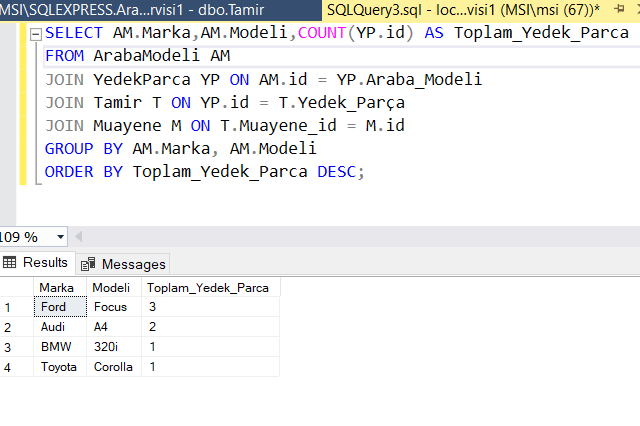 MSI\SQLEXPRESS.Ara...rvisi1 - dbo.Tamir SQLQuery3.sql - loc...visi1 (MSI\msi (67))*
SELECT AM.Marka,AM.Modeli,COUNT(YP.id) AS Toplam_Yedek_Parca
FROM ArabaModeli AM
JOIN YedekParca YP ON AM.id = YP.Araba_Modeli
JOIN Tamir T ON YP.id = T.Yedek_Parça
JOIN Muayene M ON T.Muayene_id = M.id
GROUP BY AM.Marka, AM.Modeli
ORDER BY Toplam_Yedek_Parca DESC;
109 %
Results Messages
Marka Modeli Toplam_Yedek_Parca
1 Ford Focus 3
2 Audi A4 2
3 BMW 320i 1
4 Toyota Corolla 1